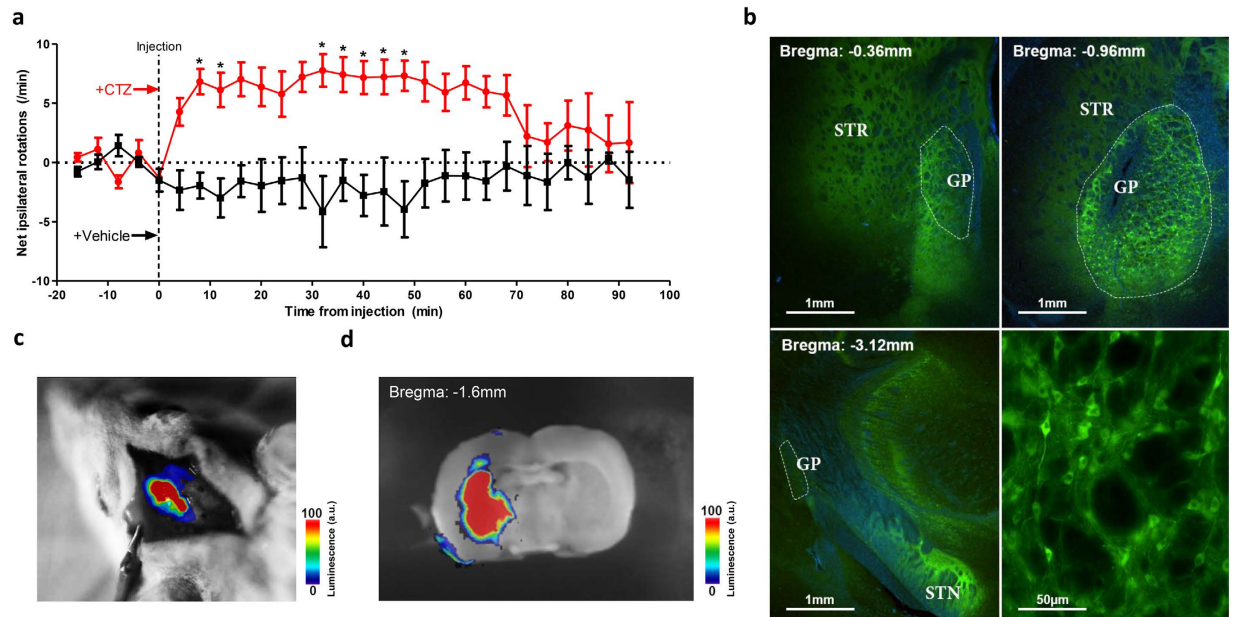 a
Net ipsilateral rotations (/min)
10
5
0
-5
-10
Injection
+CTZ
+Vehicle
* * * * * * *
-20 -10 0 10 20 30 40 50 60 70 80 90 100
Time from injection (min)
b
Bregma: -0.36mm
STR
GP
1mm
Bregma: -0.96mm
STR
GP
1mm
Bregma: -3.12mm
GP
STN
1mm
50µm
c
100
0
Luminescence (a.u.)
d
Bregma: -1.6mm
100
0
Luminescence (a.u.)